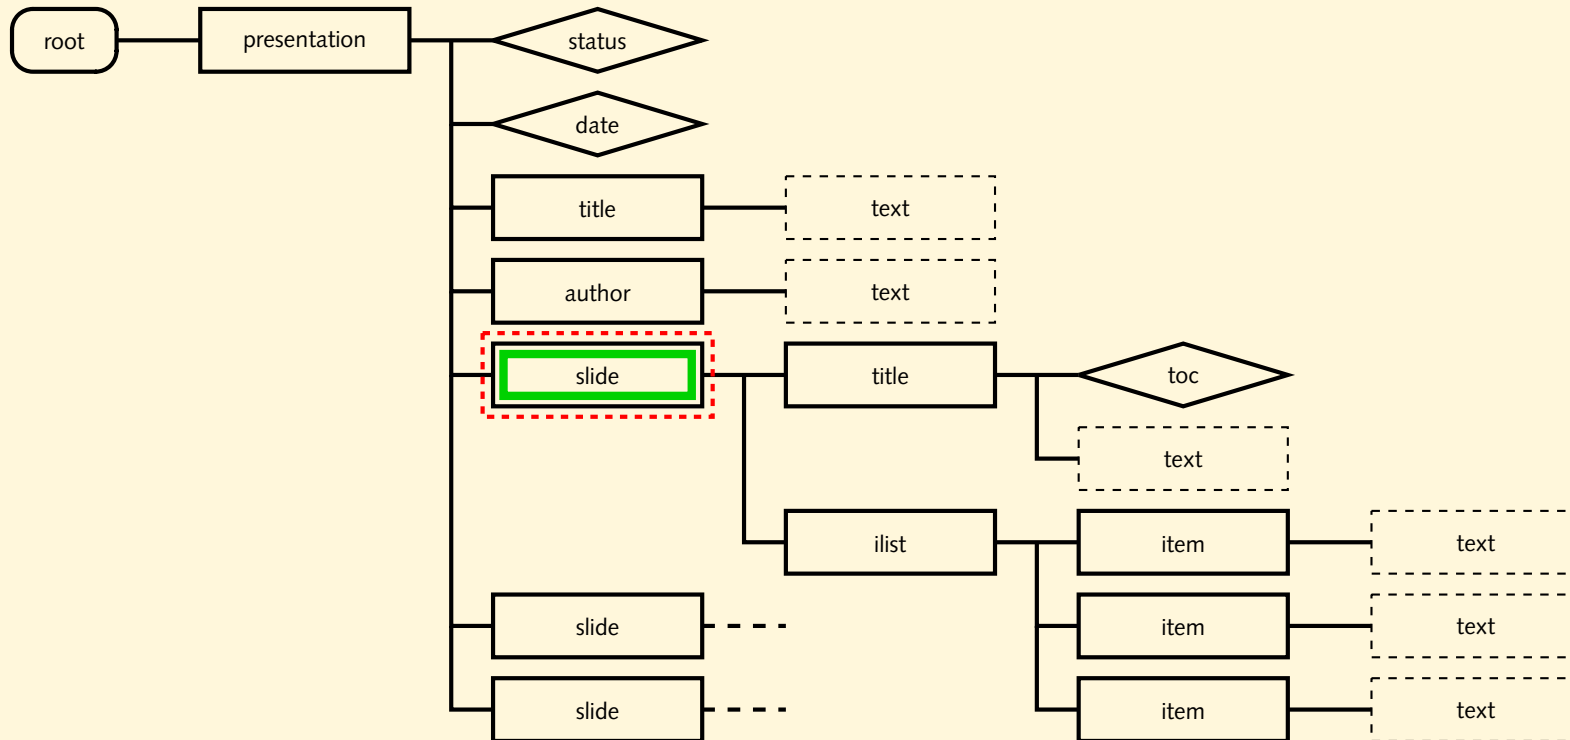 root
presentation
status
date
title
text
author
text
slide
title
toc
text
ilist
item
text
slide
item
text
slide
item
text